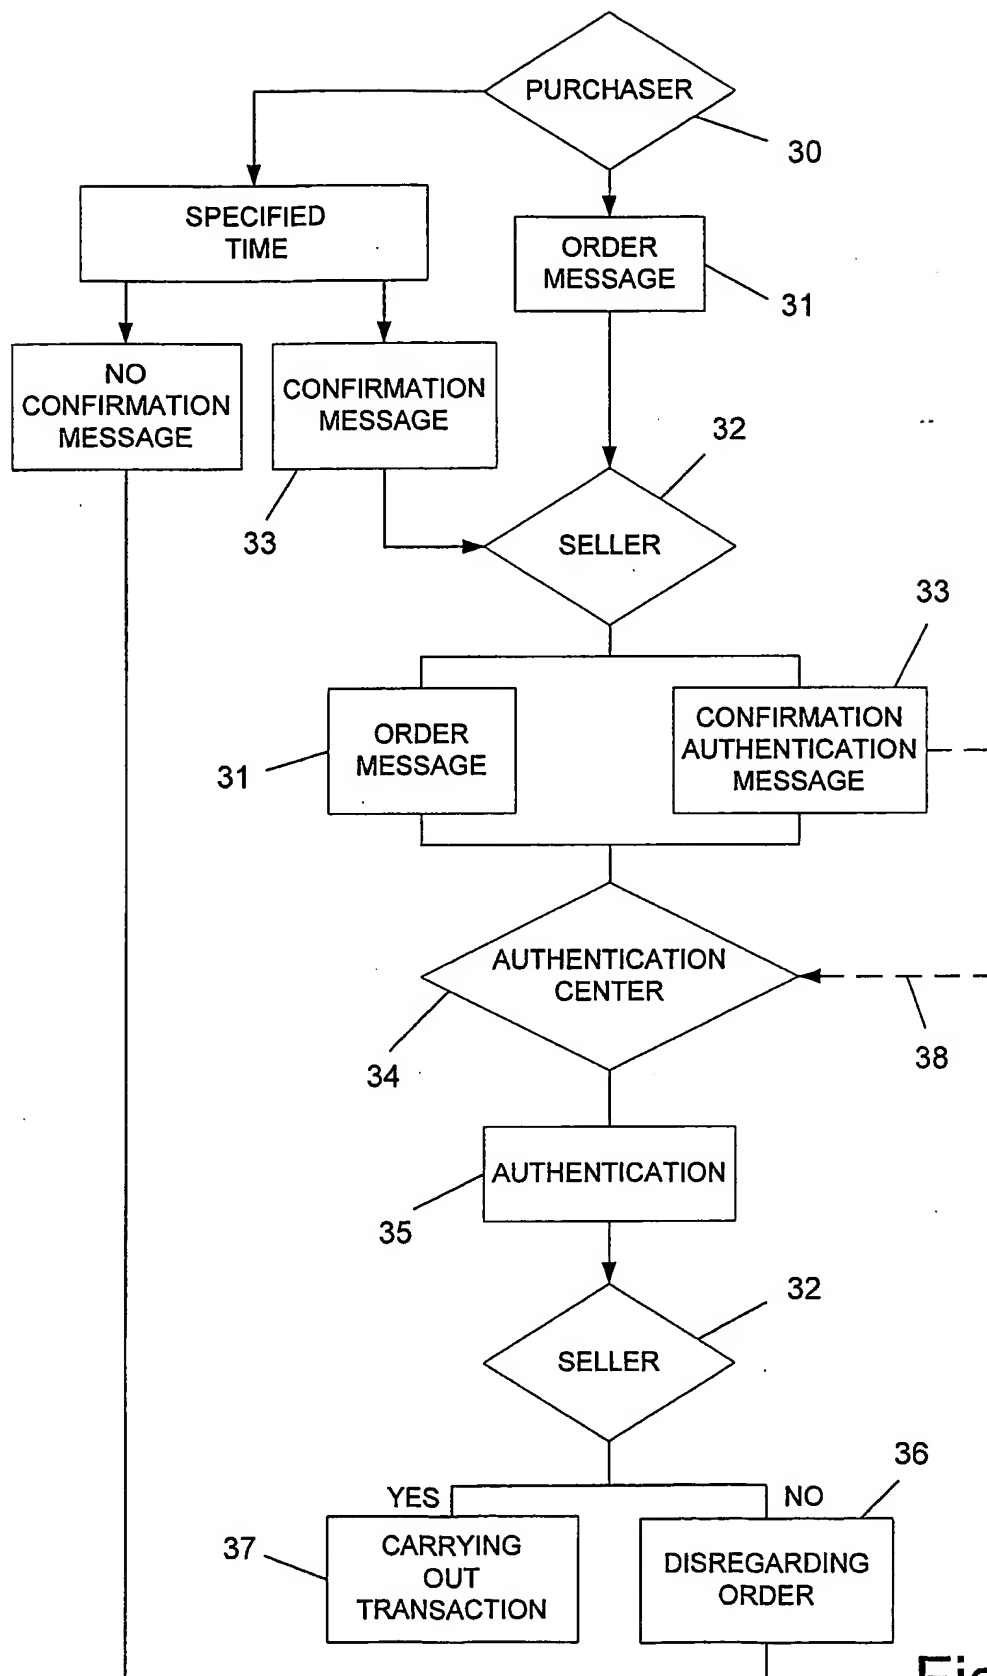 PURCHASER
30
SPECIFIED
TIME
ORDER
MESSAGE
31
NO
CONFIRMATION
MESSAGE
CONFIRMATION
MESSAGE
33
32
SELLER
33
ORDER
MESSAGE
31
CONFIRMATION
AUTHENTICATION
MESSAGE
AUTHENTICATION
CENTER
34
38
AUTHENTICATION
35
32
SELLER
36
YES
NO
37
CARRYING
OUT
TRANSACTION
DISREGARDING
ORDER